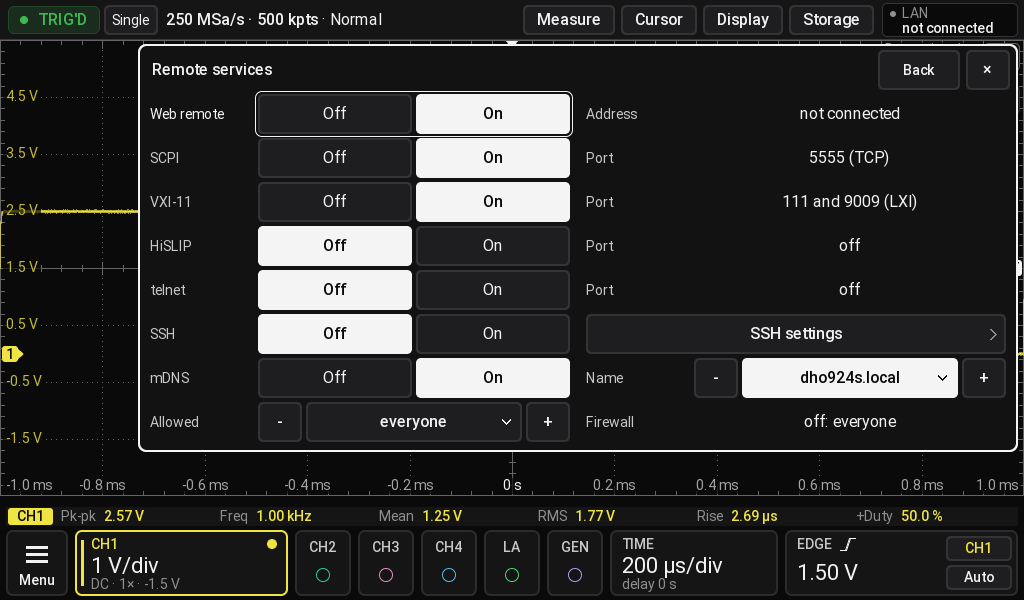 TRIG'D Single 250 MSa/s · 500 kpts · Normal Measure Cursor Display Storage LAN
not connected
Remote services Back ×
Web remote Off On Address not connected
SCPI Off On Port 5555 (TCP)
VXI-11 Off On Port 111 and 9009 (LXI)
HiSLIP Off On Port off
telnet Off On Port off
SSH Off On SSH settings
mDNS Off On Name - dho924s.local +
Allowed - everyone + Firewall off: everyone
4.5 V
3.5 V
2.5 V
1.5 V
0.5 V
1
-0.5 V
-1.5 V
-1.0 ms -0.8 ms -0.6 ms -0.4 ms -0.2 ms 0 s 0.2 ms 0.4 ms 0.6 ms 0.8 ms 1.0 ms
CH1 Pk-pk 2.57 V Freq 1.00 kHz Mean 1.25 V RMS 1.77 V Rise 2.69 µs +Duty 50.0 %
Menu
CH1
1 V/div
DC · 1× · -1.5 V
CH2 CH3 CH4 LA GEN
TIME
200 µs/div
delay 0 s
EDGE CH1
1.50 V Auto